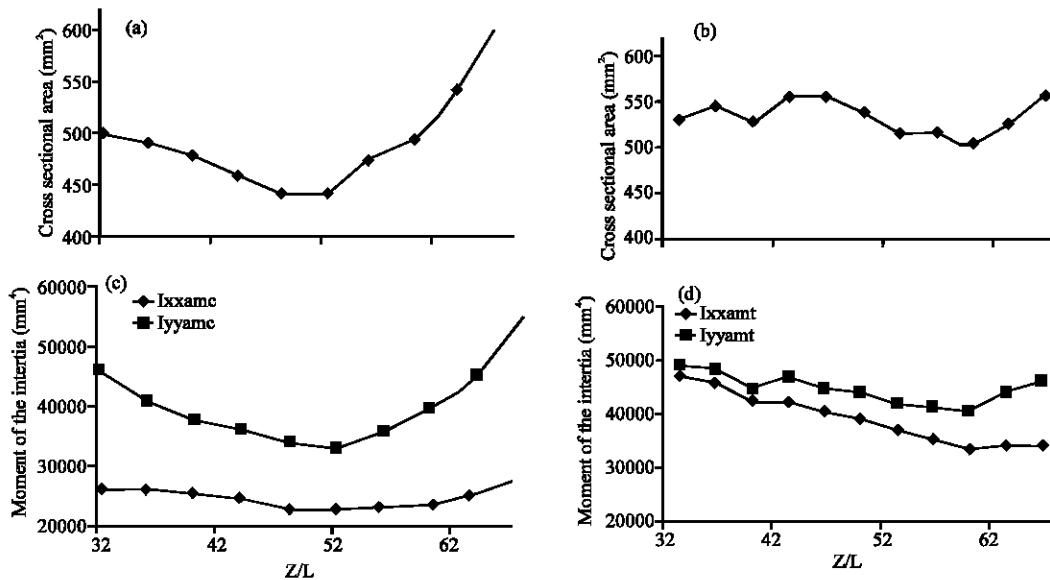 (a)
Cross sectional area (mm²)
600
550
500
450
400
(b)
Cross sectional area (mm²)
600
550
500
450
400
(c)
Ixxamc
Iyyamc
Moment of the intertia (mm⁴)
60000
50000
40000
30000
20000
32
42
52
62
Z/L
(d)
Ixxamt
Iyyamt
Moment of the intertia (mm⁴)
60000
50000
40000
30000
20000
32
42
52
62
Z/L